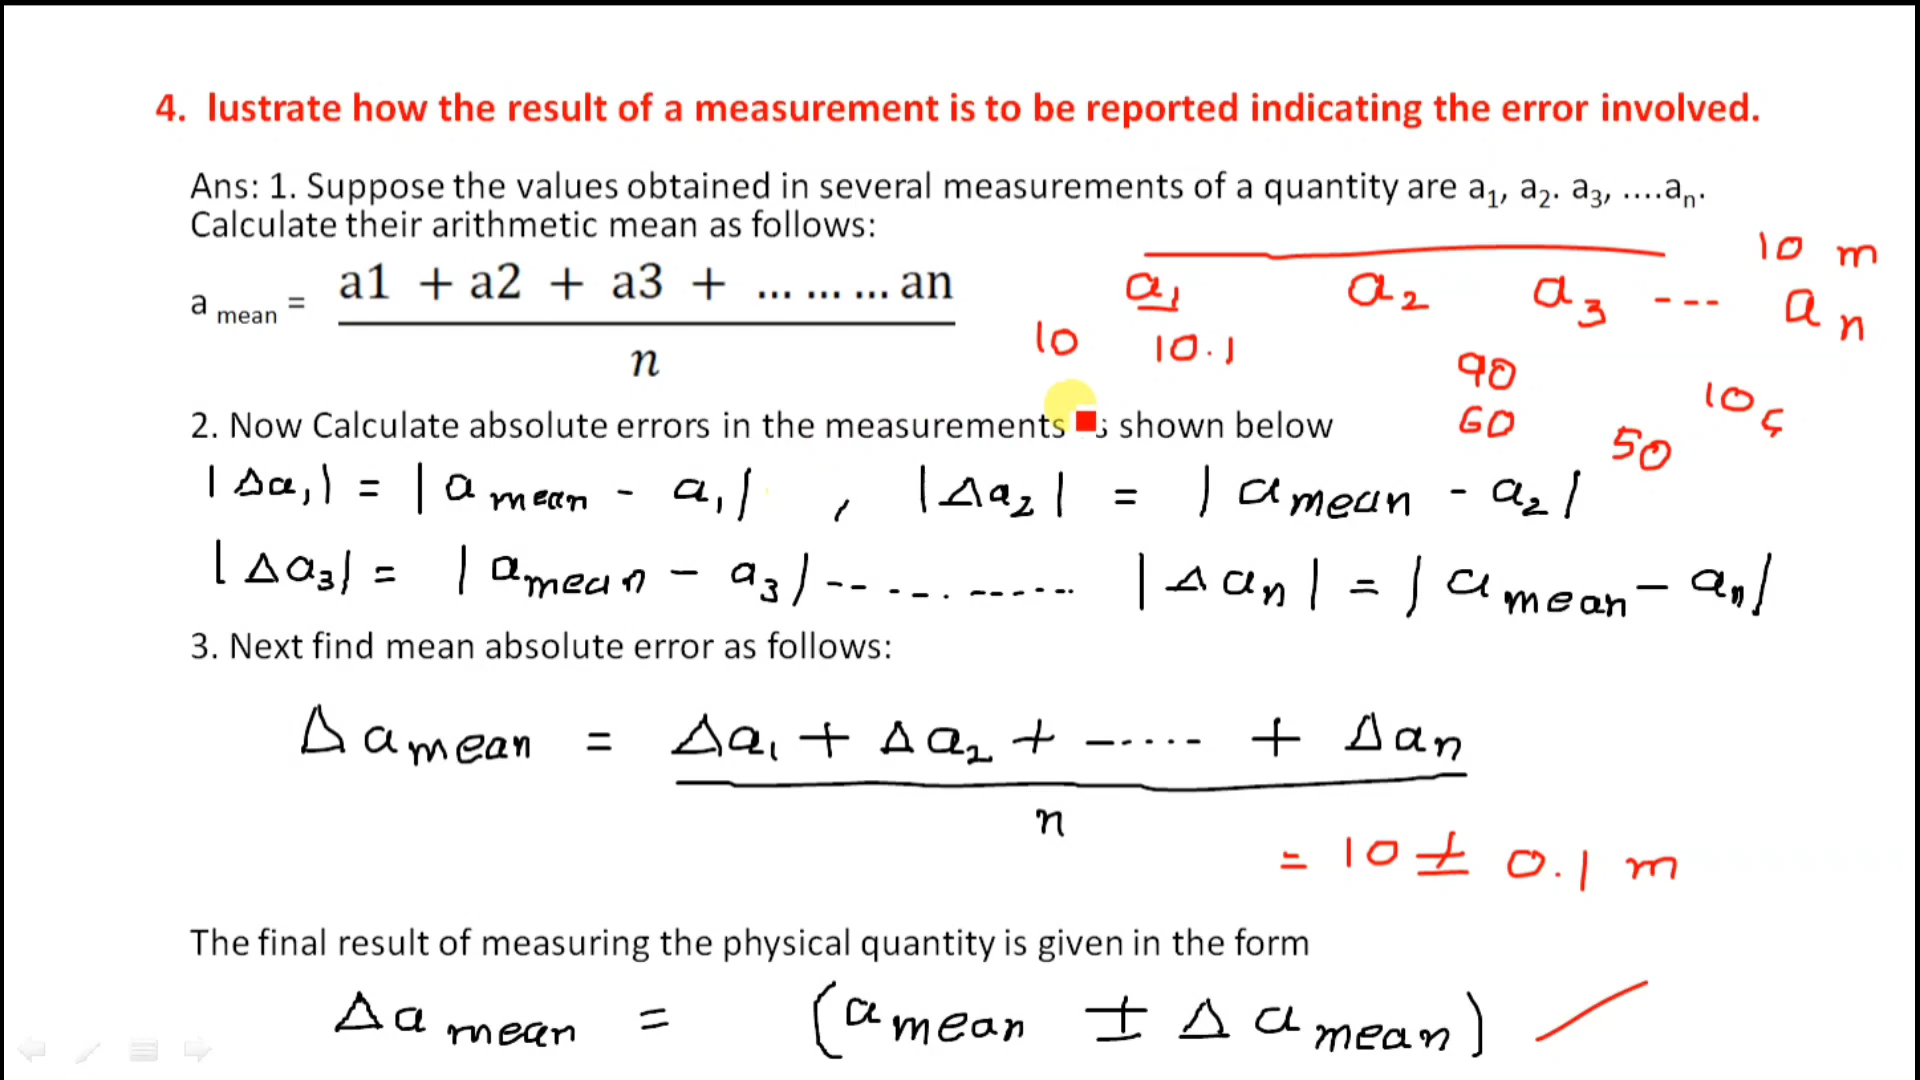 4. lustrate how the result of a measurement is to be reported indicating the error involved.
Ans: 1. Suppose the values obtained in several measurements of a quantity are a₁, a₂. a₃, ....aₙ.
Calculate their arithmetic mean as follows:
10 m
a mean = a1 + a2 + a3 + ... ... ... an
n
a₁ a₂ a₃ --- aₙ
10 10.1
90
60
50
10
2. Now Calculate absolute errors in the measurements shown below
|Δa₁| = |a mean - a₁| , |Δa₂| = |a mean - a₂|
|Δa₃| = |a mean - a₃| ---------- |Δaₙ| = |a mean - aₙ|
3. Next find mean absolute error as follows:
Δa mean = Δa₁ + Δa₂ + ------ + Δaₙ
n
= 10 ± 0.1 m
The final result of measuring the physical quantity is given in the form
Δa mean = (a mean ± Δa mean)